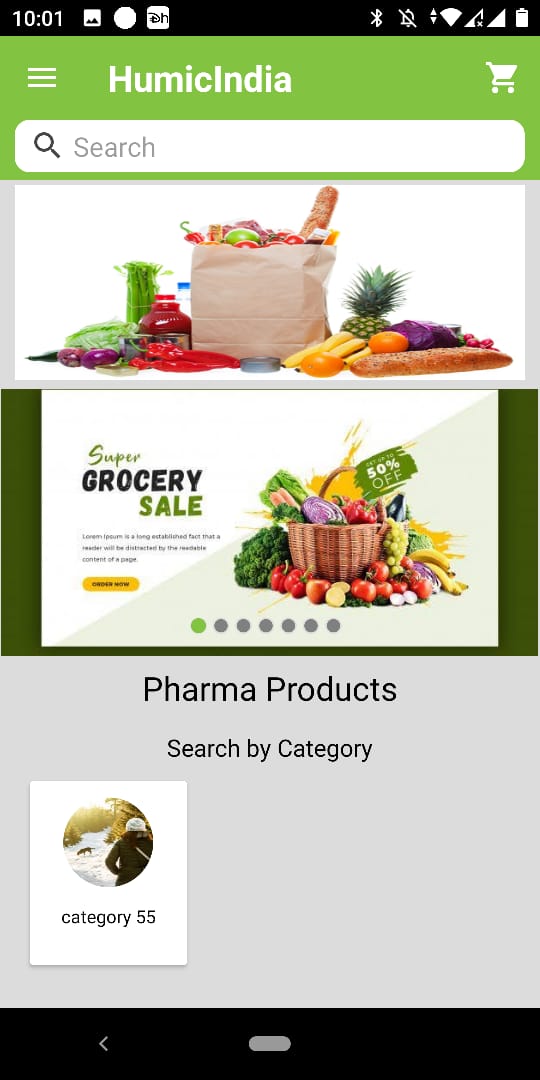 10:01
HumicIndia
Search
Super
GROCERY
SALE
GET UP TO
50%
OFF
Lorem Ipsum is a long established fact that a
reader will be distracted by the readable
content of a page.
ORDER NOW
Pharma Products
Search by Category
category 55